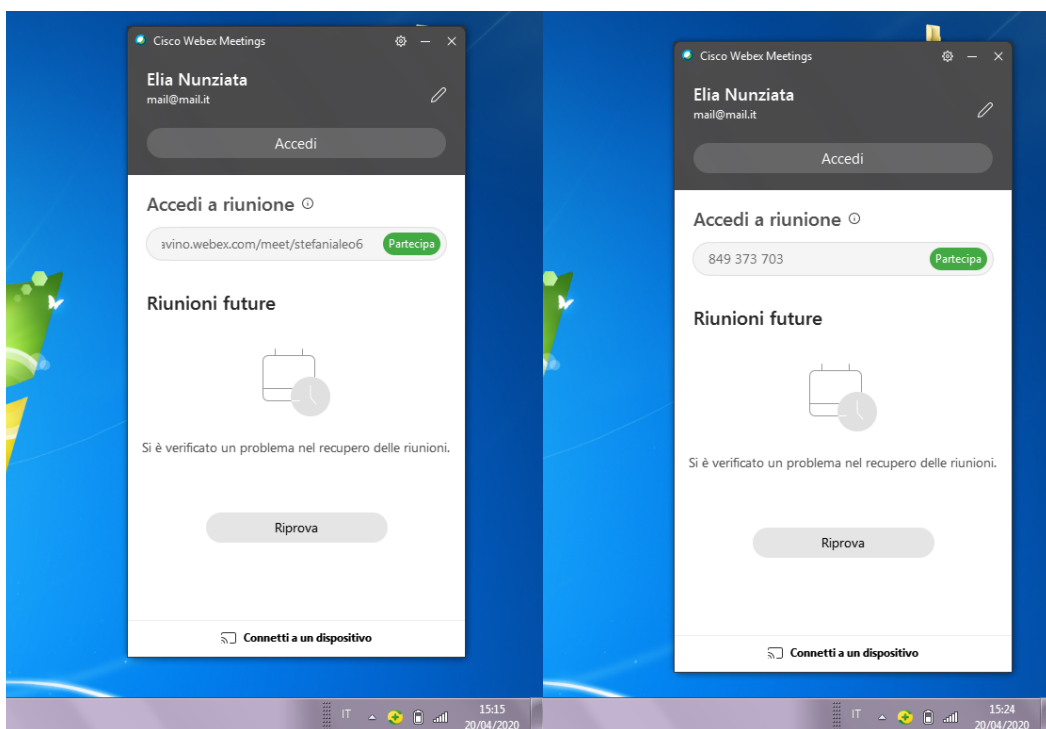 Cisco Webex Meetings
Elia Nunziata
mail@mail.it
Accedi
Accedi a riunione
avino.webex.com/meet/stefanialeo6 Partecipa
Riunioni future
Si è verificato un problema nel recupero delle riunioni.
Riprova
Connetti a un dispositivo
IT 15:15
20/04/2020
Cisco Webex Meetings
Elia Nunziata
mail@mail.it
Accedi
Accedi a riunione
849 373 703 Partecipa
Riunioni future
Si è verificato un problema nel recupero delle riunioni.
Riprova
Connetti a un dispositivo
IT 15:24
20/04/2020